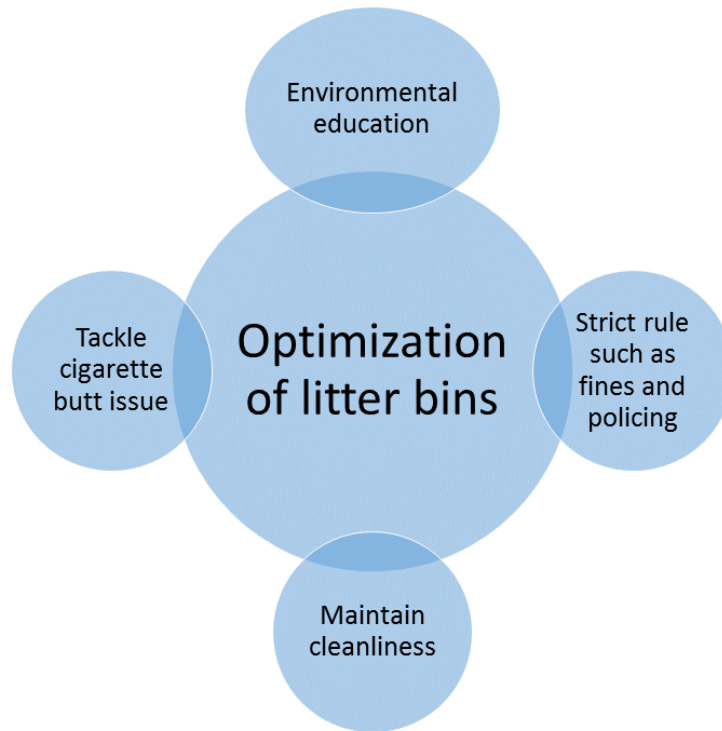 Environmental
education
Tackle
cigarette
butt issue
Optimization
of litter bins
Strict rule
such as
fines and
policing
Maintain
cleanliness